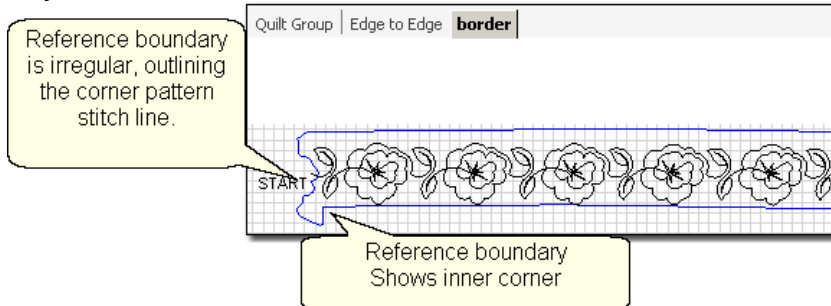 Quilt Group | Edge to Edge border
Reference boundary
is irregular, outlining
the corner pattern
stitch line.
START
Reference boundary
Shows inner corner